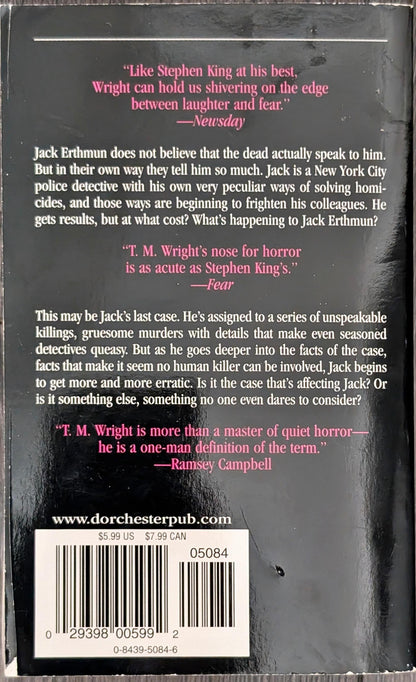 “Like Stephen King at his best,
Wright can hold us shivering on the edge
between laughter and fear.”
—Newsday
Jack Erthmun does not believe that the dead actually speak to him.
But in their own way they tell him so much. Jack is a New York City
police detective with his own very peculiar ways of solving homi-
cides, and those ways are beginning to frighten his colleagues. He
gets results, but at what cost? What’s happening to Jack Erthmun?
“T. M. Wright’s nose for horror
is as acute as Stephen King’s.”
—Fear
This may be Jack’s last case. He’s assigned to a series of unspeakable
killings, gruesome murders with details that make even seasoned
detectives queasy. But as he goes deeper into the facts of the case,
facts that make it seem no human killer can be involved, Jack begins
to get more and more erratic. Is it the case that’s affecting Jack? Or
is it something else, something no one even dares to consider?
“T. M. Wright is more than a master of quiet horror—
he is a one-man definition of the term.”
—Ramsey Campbell
www.dorchesterpub.com
$5.99 US $7.99 CAN
05084
0 29398 00599 2
0-8439-5084-6